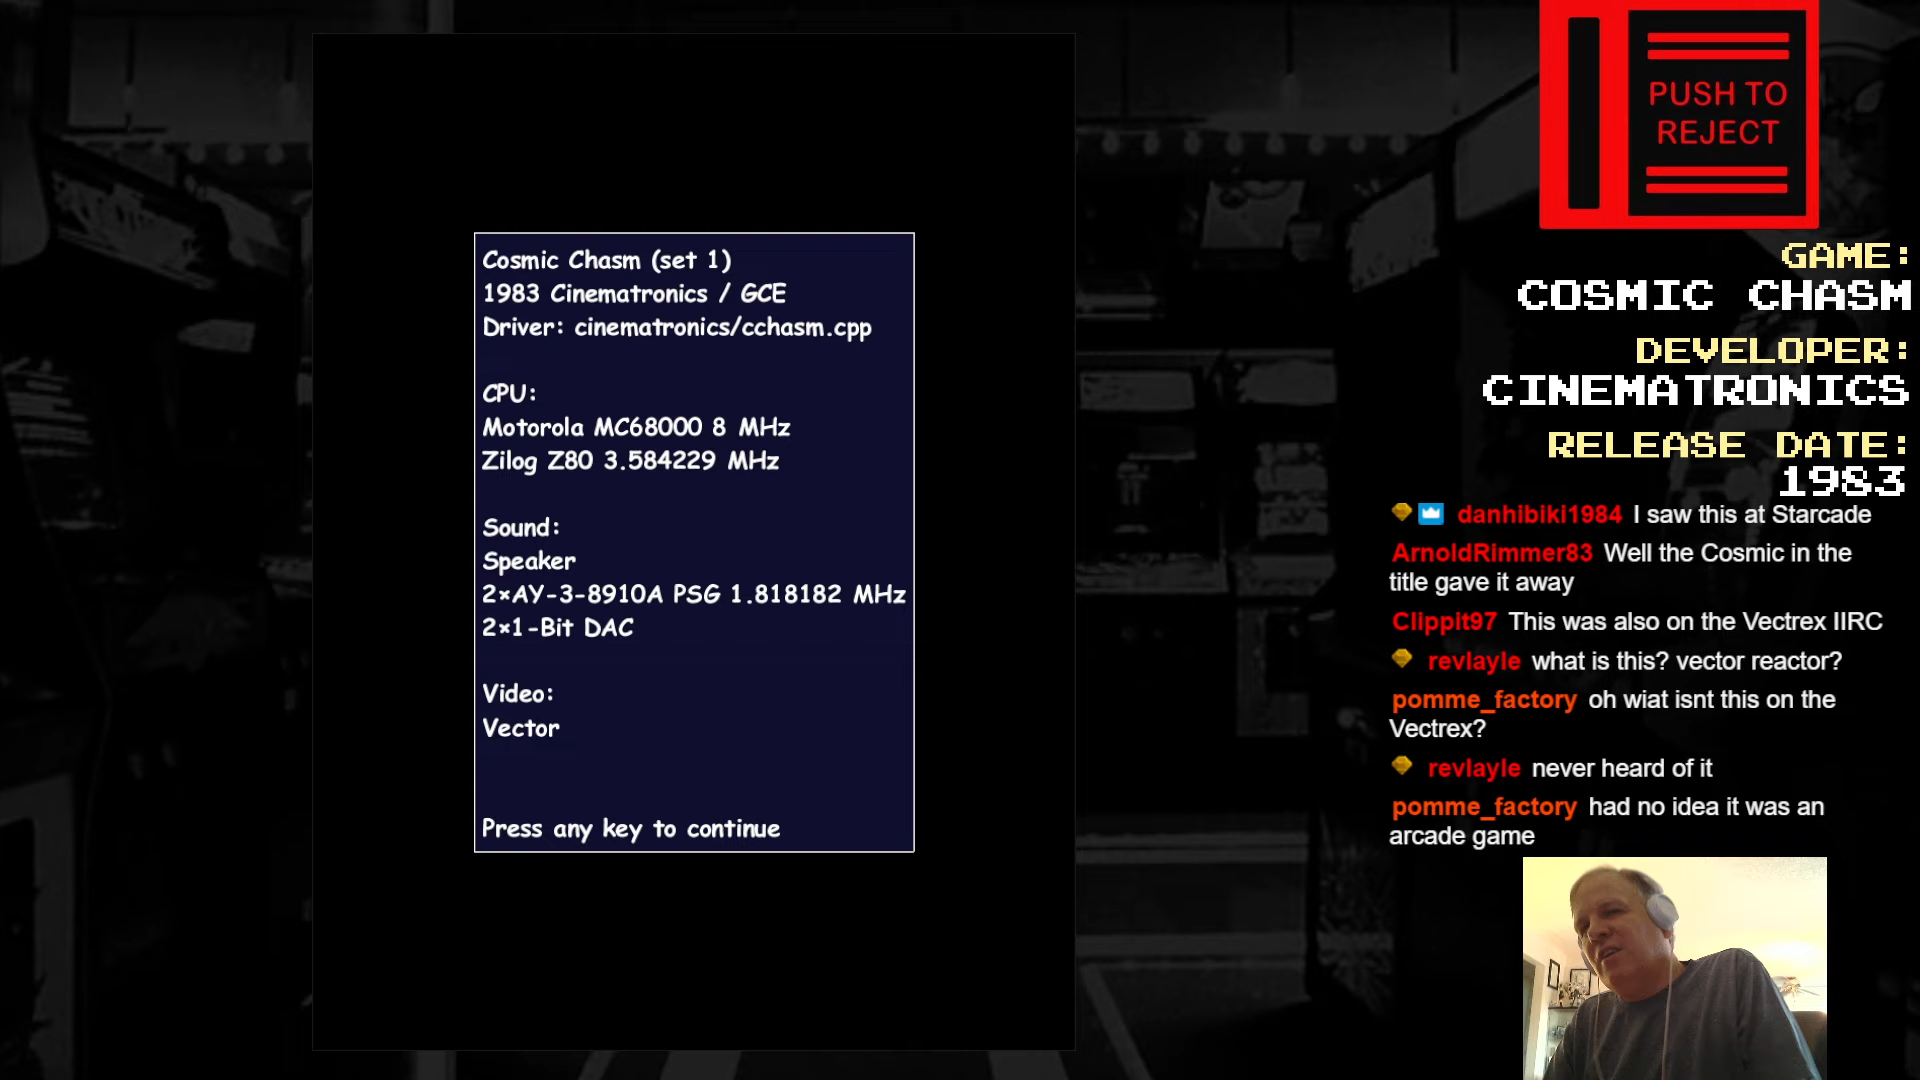 Cosmic Chasm (set 1)
1983 Cinematronics / GCE
Driver: cinematronics/cchasm.cpp
CPU:
Motorola MC68000 8 MHz
Zilog Z80 3.584229 MHz
Sound:
Speaker
2×AY-3-8910A PSG 1.818182 MHz
2×1-Bit DAC
Video:
Vector
Press any key to continue
PUSH TO
REJECT
GAME:
COSMIC CHASM
DEVELOPER:
CINEMATRONICS
RELEASE DATE:
1983
danhibiki1984 I saw this at Starcade
ArnoldRimmer83 Well the Cosmic in the
title gave it away
Clippit97 This was also on the Vectrex IIRC
revlayle what is this? vector reactor?
pomme_factory oh wiat isnt this on the
Vectrex?
revlayle never heard of it
pomme_factory had no idea it was an
arcade game